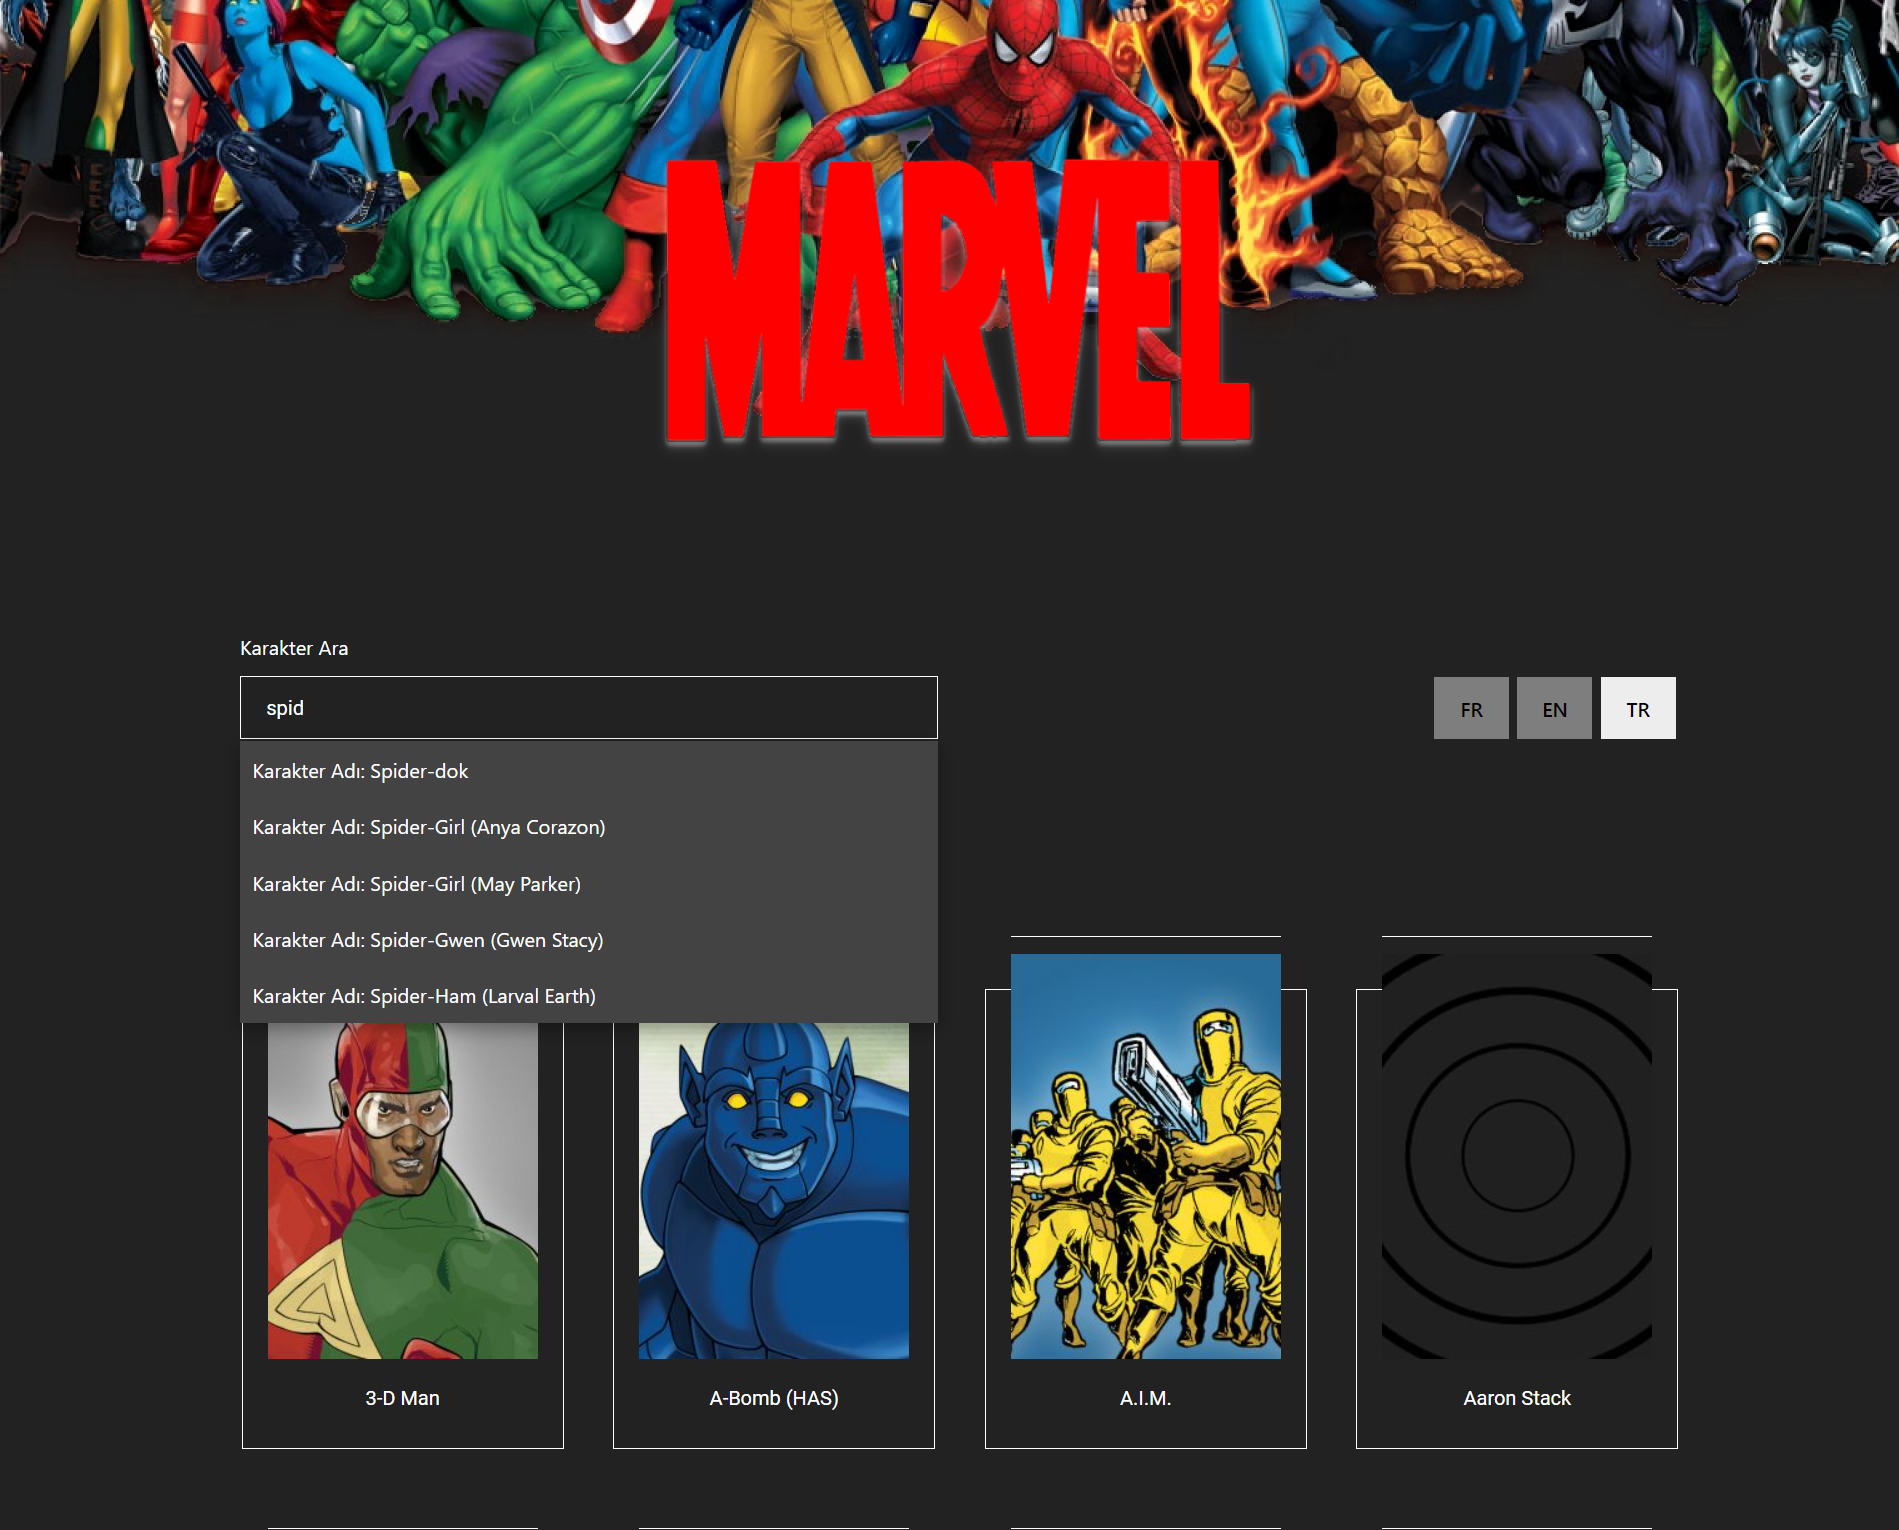 MARVEL
Karakter Ara
spid
FR EN TR
Karakter Adı: Spider-dok
Karakter Adı: Spider-Girl (Anya Corazon)
Karakter Adı: Spider-Girl (May Parker)
Karakter Adı: Spider-Gwen (Gwen Stacy)
Karakter Adı: Spider-Ham (Larval Earth)
3-D Man
A-Bomb (HAS)
A.I.M.
Aaron Stack